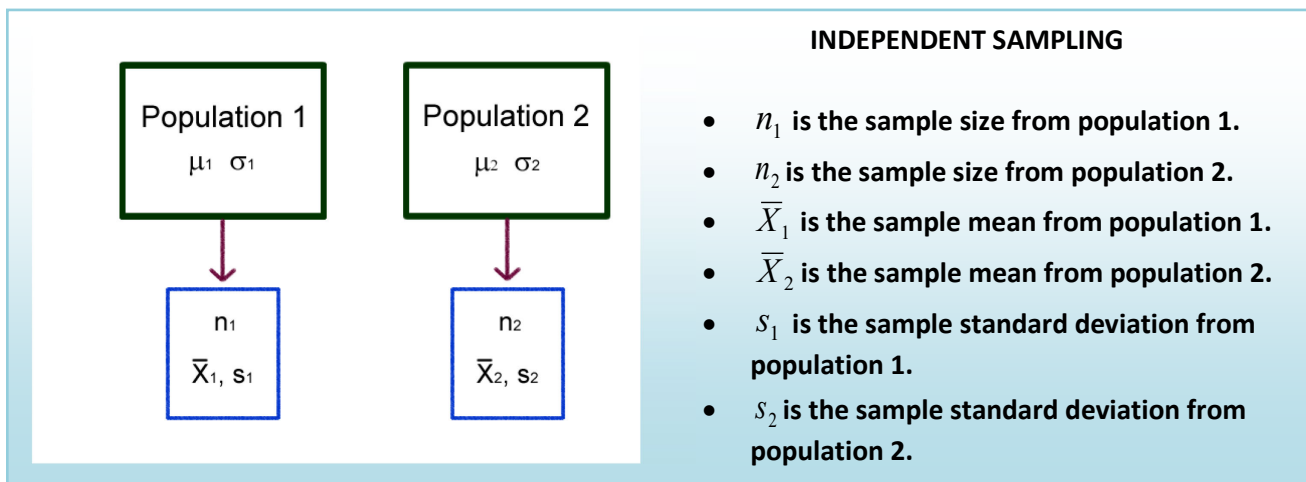 Population 1
μ1 σ1
n1
X̄1, s1
Population 2
μ2 σ2
n2
X̄2, s2
INDEPENDENT SAMPLING
• n₁ is the sample size from population 1.
• n₂ is the sample size from population 2.
• X̄₁ is the sample mean from population 1.
• X̄₂ is the sample mean from population 2.
• s₁ is the sample standard deviation from
population 1.
• s₂ is the sample standard deviation from
population 2.